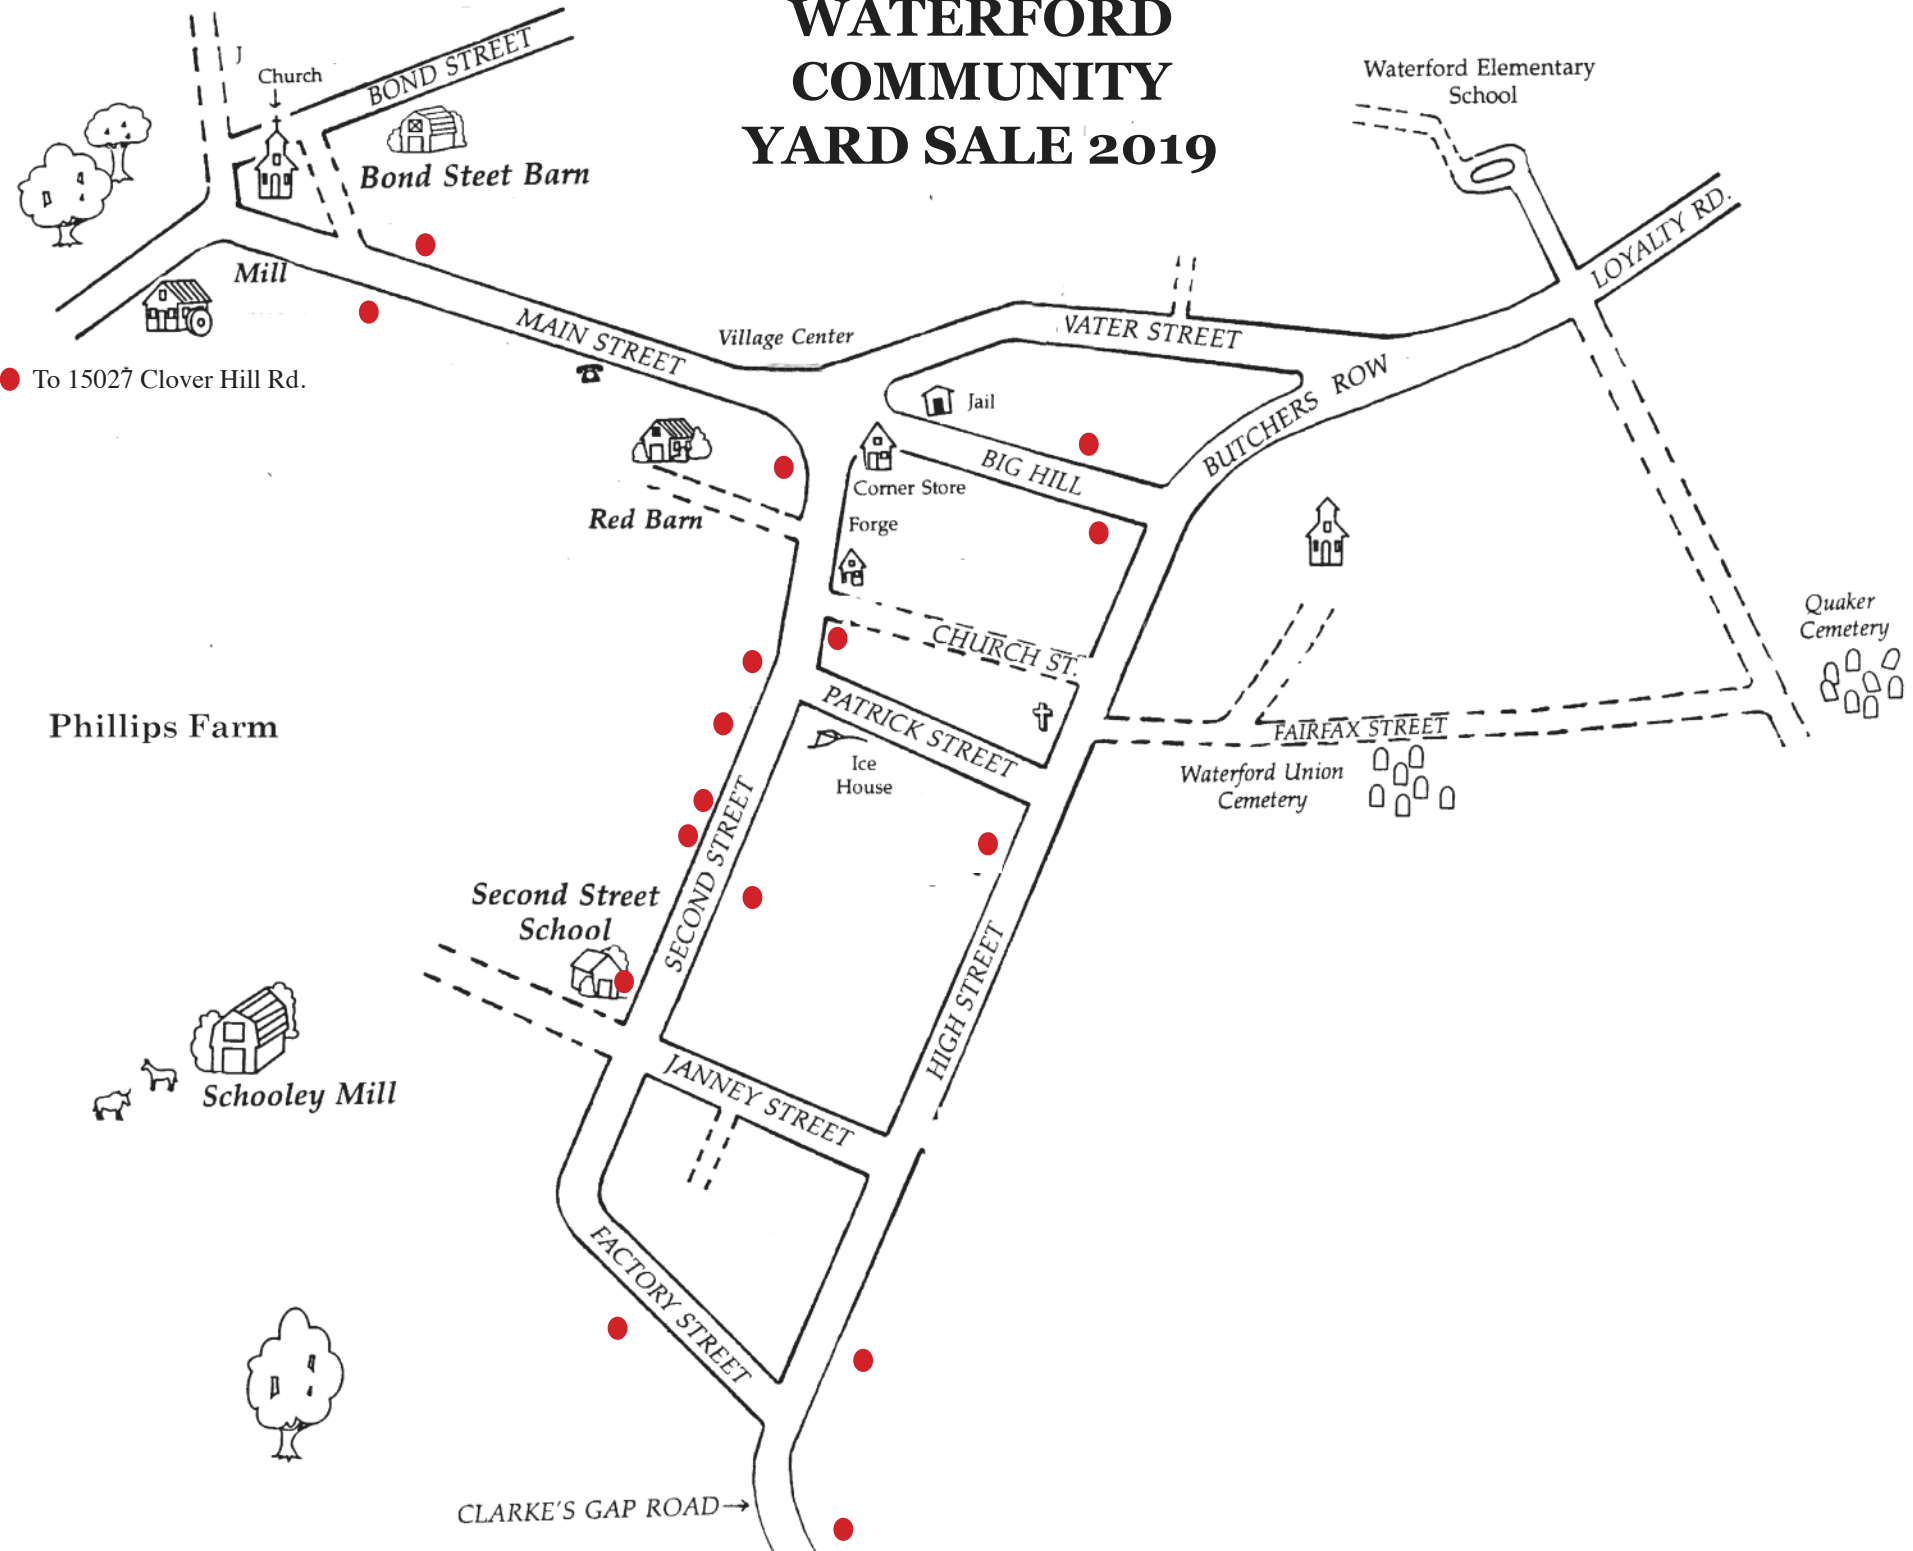 WATERFORD
COMMUNITY
YARD SALE 2019
J
Church
BOND STREET
Bond Steet Barn
Waterford Elementary
School
LOYALTY RD.
Mill
MAIN STREET
Village Center
VATER STREET
To 15027 Clover Hill Rd.
Jail
BUTCHERS ROW
BIG HILL
Corner Store
Red Barn
Forge
CHURCH ST.
Quaker
Cemetery
Phillips Farm
PATRICK STREET
FAIRFAX STREET
Ice
House
Waterford Union
Cemetery
SECOND STREET
Second Street
School
HIGH STREET
Schooley Mill
JANNEY STREET
FACTORY STREET
CLARKE'S GAP ROAD